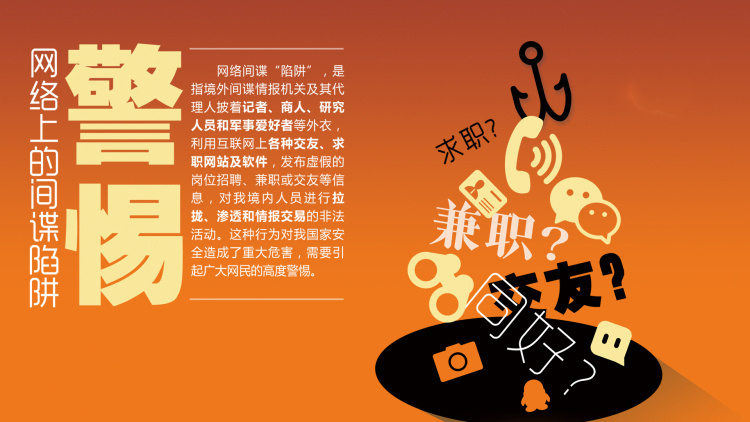 警惕
网络上的间谍陷阱
网络间谍“陷阱”，是
指境外间谍情报机关及其代
理人披着记者、商人、研究
人员和军事爱好者等外衣，
利用互联网上各种交友、求
职网站及软件，发布虚假的
岗位招聘、兼职或交友等信
息，对我境内人员进行拉
拢、渗透和情报交易的非法
活动。这种行为对我国家安
全造成了重大危害，需要引
起广大网民的高度警惕。
求职？
兼职？
交友？
同好？